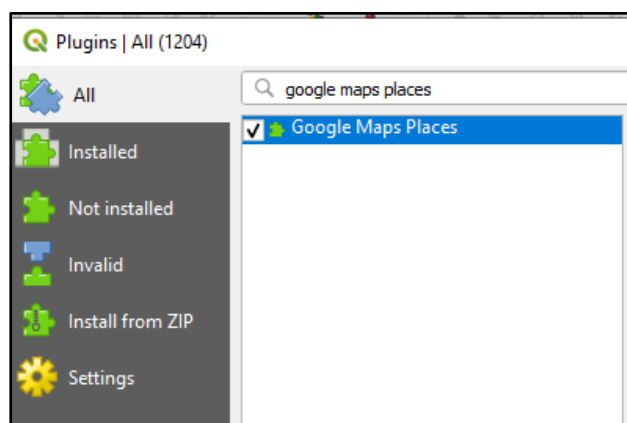 Plugins | All (1204)
All
google maps places
Google Maps Places
Installed
Not installed
Invalid
Install from ZIP
Settings